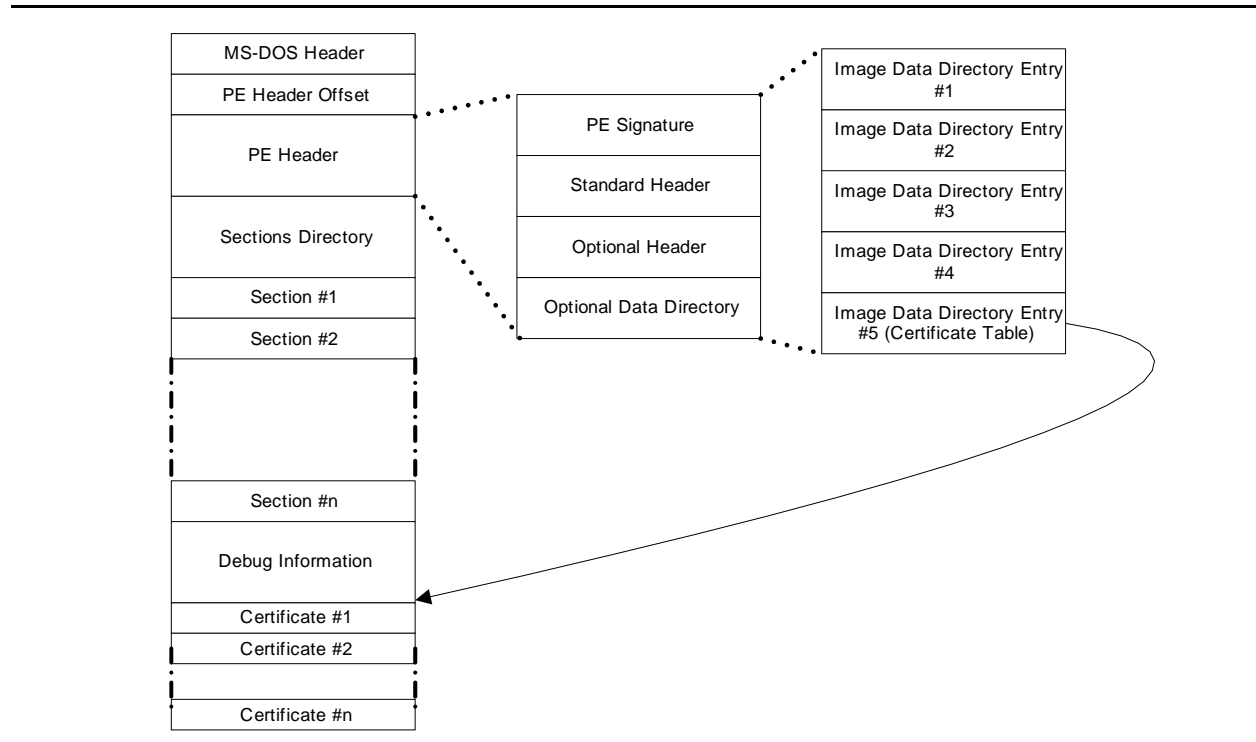 MS-DOS Header
PE Header Offset
PE Header
Sections Directory
Section #1
Section #2
Section #n
Debug Information
Certificate #1
Certificate #2
Certificate #n
PE Signature
Standard Header
Optional Header
Optional Data Directory
Image Data Directory Entry
#1
Image Data Directory Entry
#2
Image Data Directory Entry
#3
Image Data Directory Entry
#4
Image Data Directory Entry
#5 (Certificate Table)